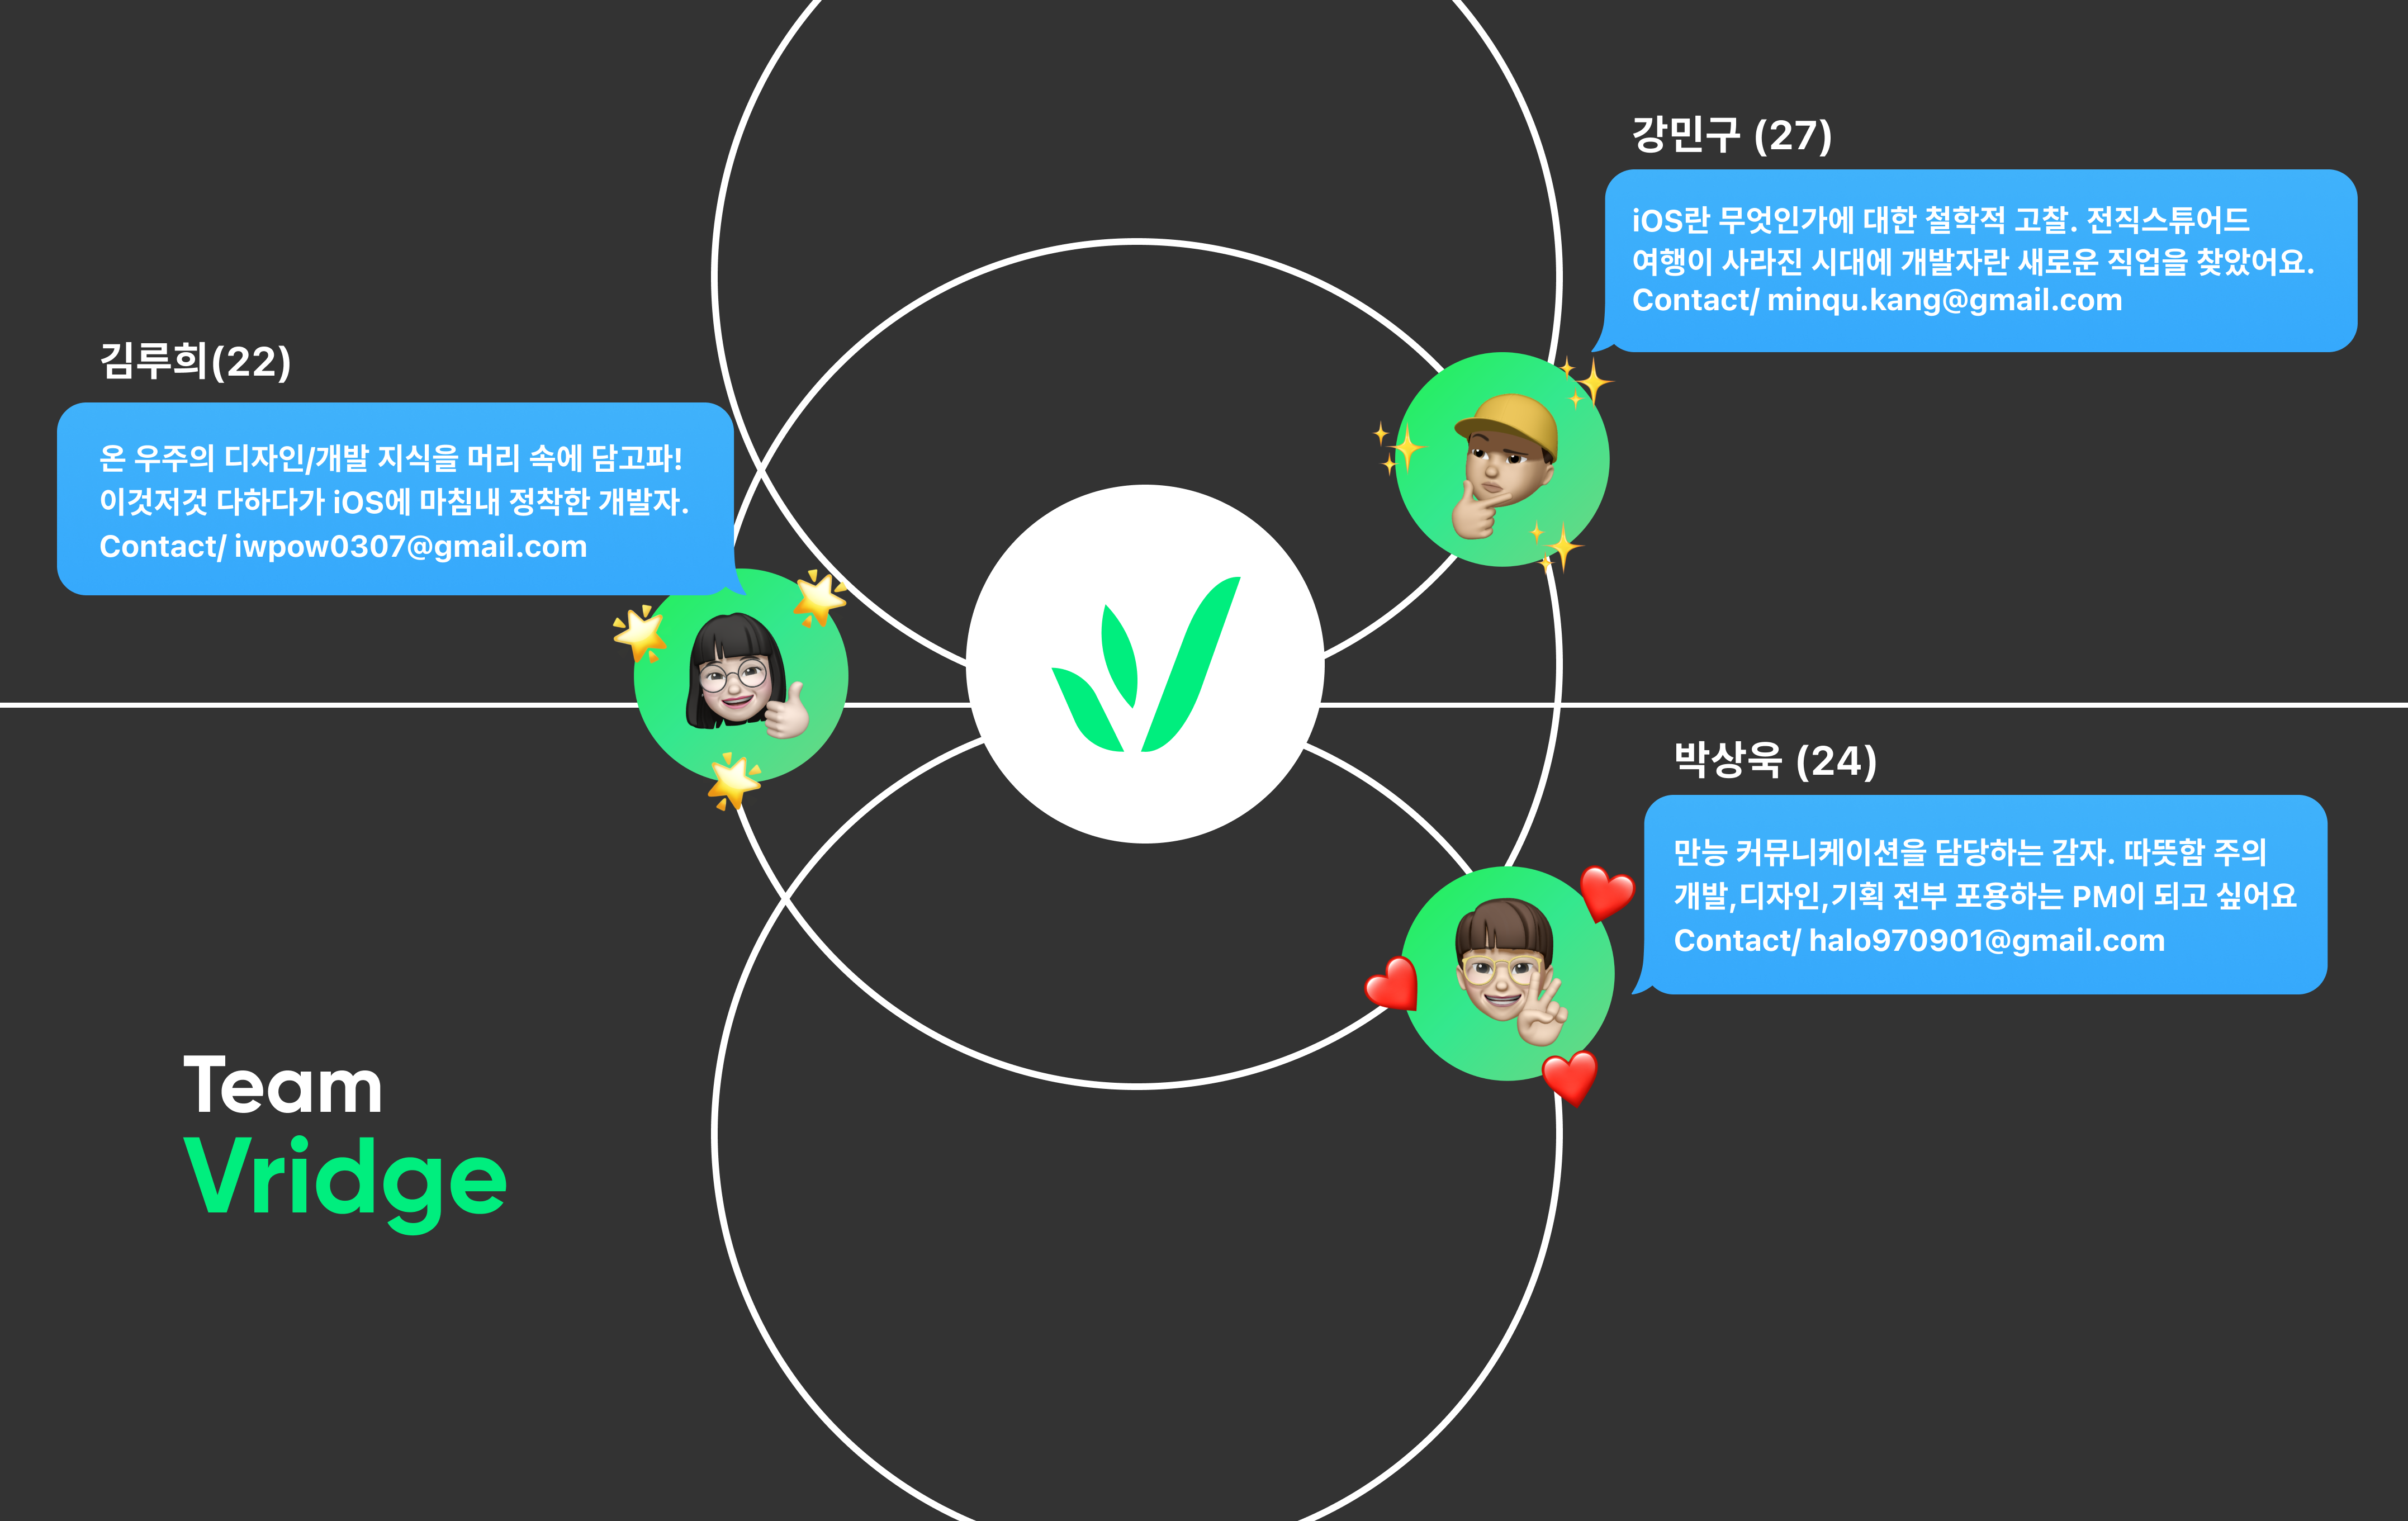 강민구 (27)
iOS란 무엇인가에 대한 철학적 고찰. 전직스튜어드
여행이 사라진 시대에 개발자란 새로운 직업을 찾았어요.
Contact/ minqu.kang@gmail.com
김루희(22)
온 우주의 디자인/개발 지식을 머리 속에 담고파!
이것저것 다하다가 iOS에 마침내 정착한 개발자.
Contact/ iwpow0307@gmail.com
박상욱 (24)
만능 커뮤니케이션을 담당하는 감자. 따뜻함 주의
개발,디자인,기획 전부 포용하는 PM이 되고 싶어요
Contact/ halo970901@gmail.com
Team
Vridge